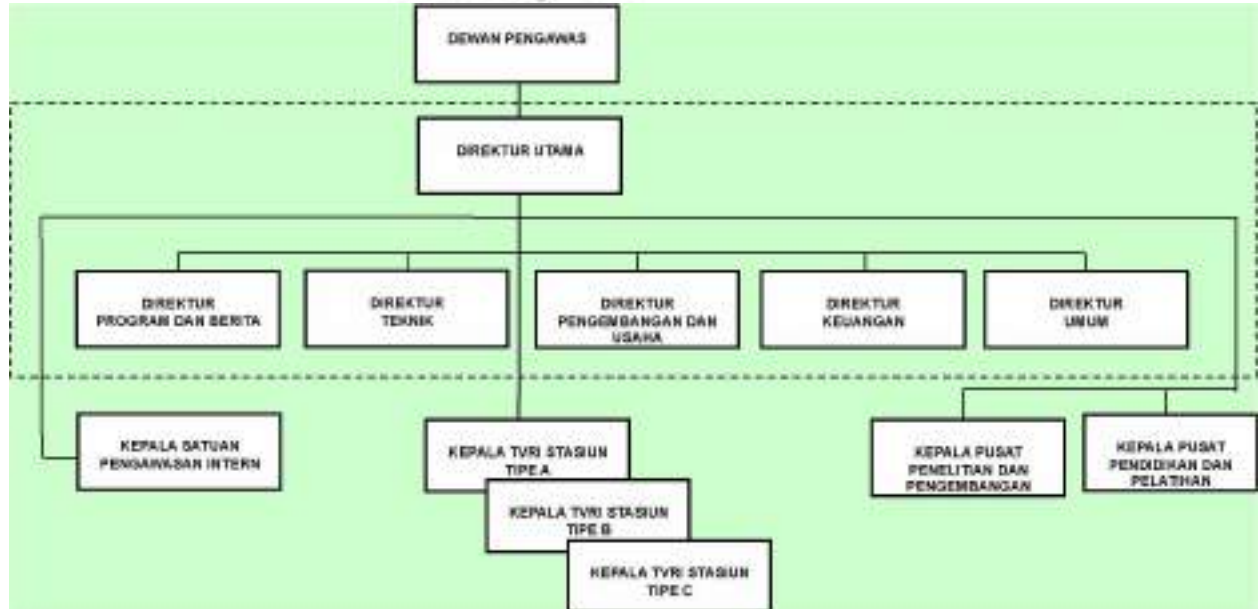 DEWAN PENGAWAS
DIREKTUR UTAMA
DIREKTUR
PROGRAM DAN BERITA
DIREKTUR
TEKNIK
DIREKTUR
PENGEMBANGAN DAN
USAHA
DIREKTUR
KEUANGAN
DIREKTUR
UMUM
KEPALA SATUAN
PENGAWASAN INTERN
KEPALA TVRI STASIUN
TIPE A
KEPALA TVRI STASIUN
TIPE B
KEPALA TVRI STASIUN
TIPE C
KEPALA PUSAT
PENELITIAN DAN
PENGEMBANGAN
KEPALA PUSAT
PENDIDIKAN DAN
PELATIHAN